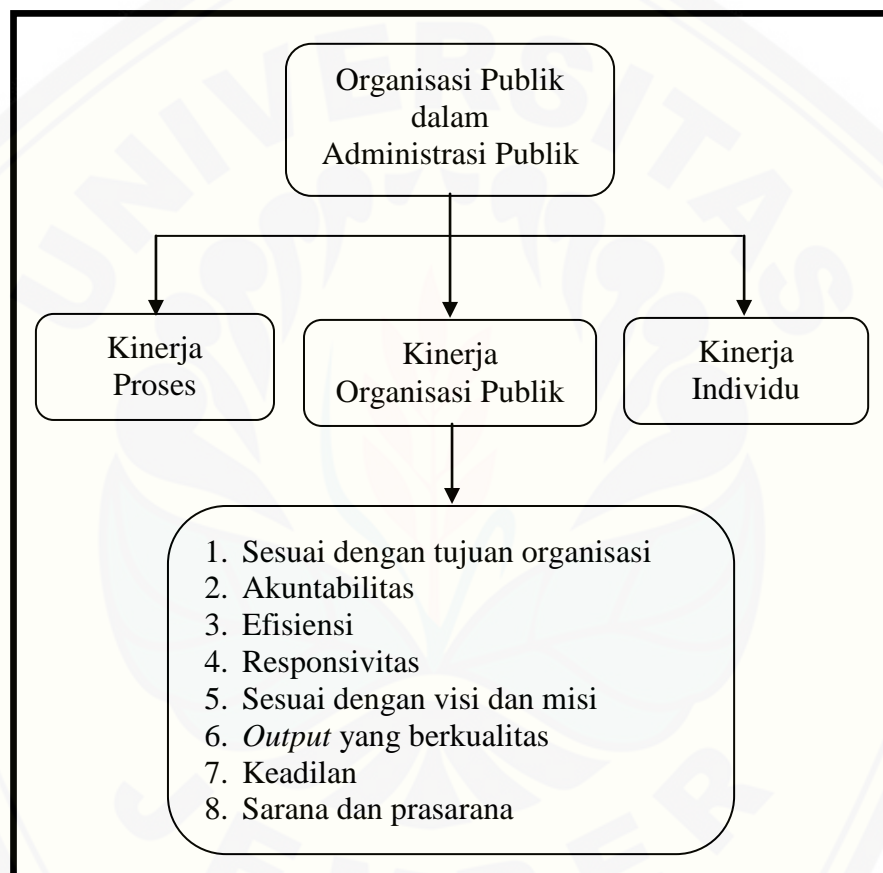 UNIVERSITAS
Organisasi Publik
dalam
Administrasi Publik
Kinerja
Proses
Kinerja
Organisasi Publik
Kinerja
Individu
1. Sesuai dengan tujuan organisasi
2. Akuntabilitas
3. Efisiensi
4. Responsivitas
5. Sesuai dengan visi dan misi
6. Output yang berkualitas
7. Keadilan
8. Sarana dan prasarana
JEMBER